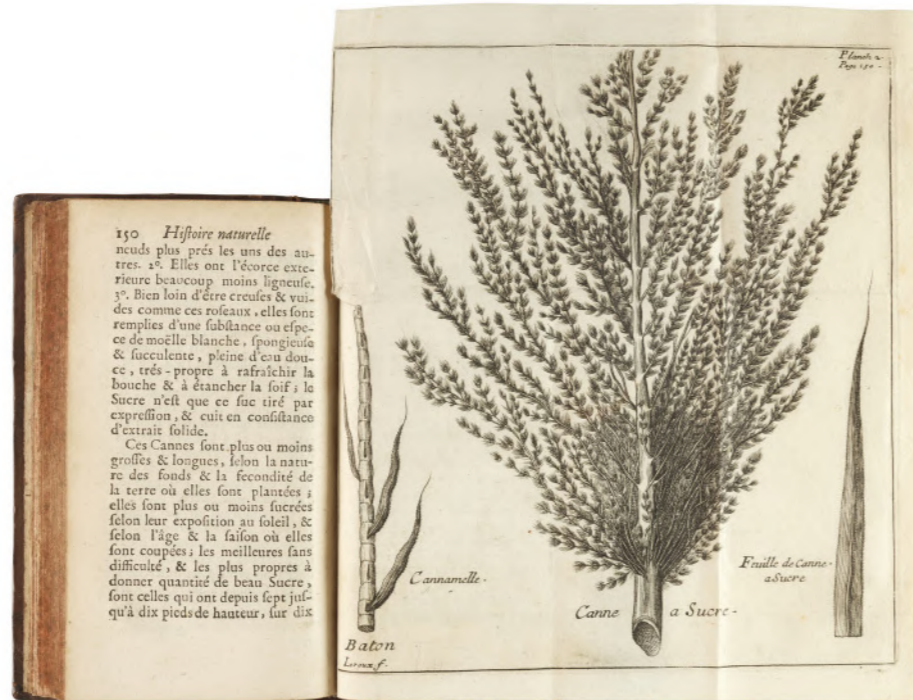 150 Histoire naturelle
neuds plus prés les uns des au-
tres. 2°. Elles ont l'écorce exte-
rieure beaucoup moins ligneuse.
3°. Bien loin d'être creuses & vui-
des comme ces roseaux, elles sont
remplies d'une substance ou espe-
ce de moëlle blanche, spongieuse
& succulente, pleine d'eau dou-
ce, trés-propre à rafraîchir la
bouche & à étancher la soif; le
Sucre n'est que ce suc tiré par
expression, & cuit en consistance
d'extrait solide.
Ces Cannes sont plus ou moins
grosses & longues, selon la natu-
re des fonds & la fecondité de
la terre où elles sont plantées;
elles sont plus ou moins sucrées
selon leur exposition au soleil, &
selon l'âge & la saison où elles
sont coupées; les meilleures sans
difficulté, & les plus propres à
donner quantité de beau Sucre,
sont celles qui ont depuis sept jus-
qu'à dix pieds de hauteur, sur dix
Planch 2
Page 150
Cannamelle.
Baton
Leroux f.
Canne a Sucre
Feuille de Canne
a Sucre